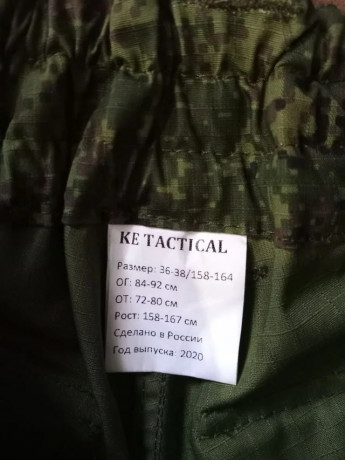 KE TACTICAL
Размер: 36-38/158-164
ОГ: 84-92 см
ОТ: 72-80 см
Рост: 158-167 см
Сделано в России
Год выпуска: 2020